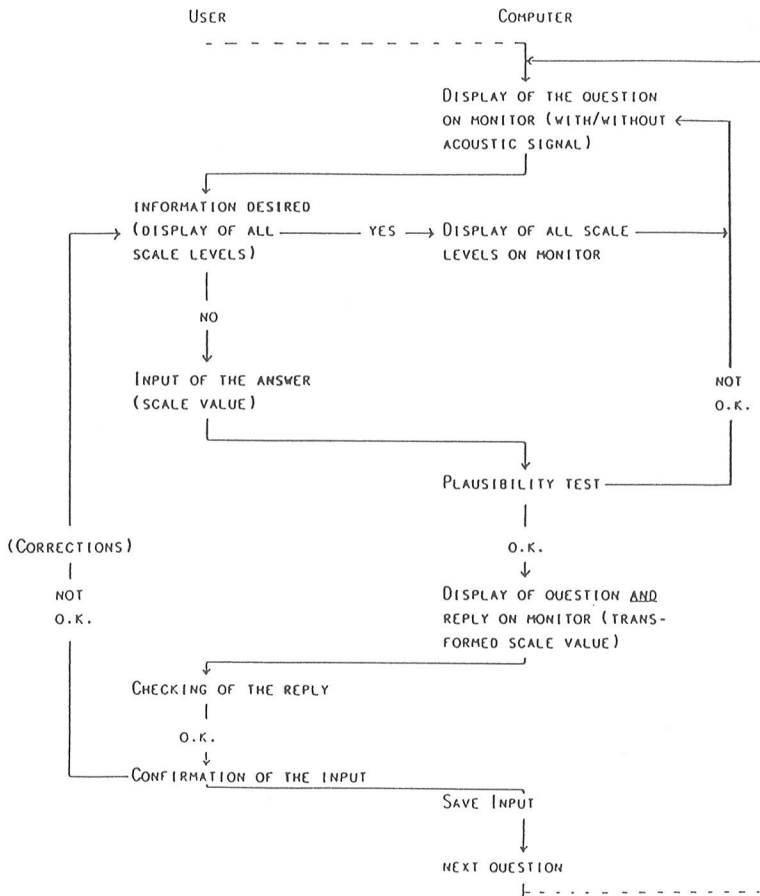 USER
COMPUTER
DISPLAY OF THE QUESTION
ON MONITOR (WITH/WITHOUT
ACOUSTIC SIGNAL)
INFORMATION DESIRED
(DISPLAY OF ALL
SCALE LEVELS)
YES
DISPLAY OF ALL SCALE
LEVELS ON MONITOR
NO
INPUT OF THE ANSWER
(SCALE VALUE)
NOT
O.K.
PLAUSIBILITY TEST
(CORRECTIONS)
O.K.
NOT
O.K.
DISPLAY OF QUESTION AND
REPLY ON MONITOR (TRANS-
FORMED SCALE VALUE)
CHECKING OF THE REPLY
O.K.
CONFIRMATION OF THE INPUT
SAVE INPUT
NEXT QUESTION